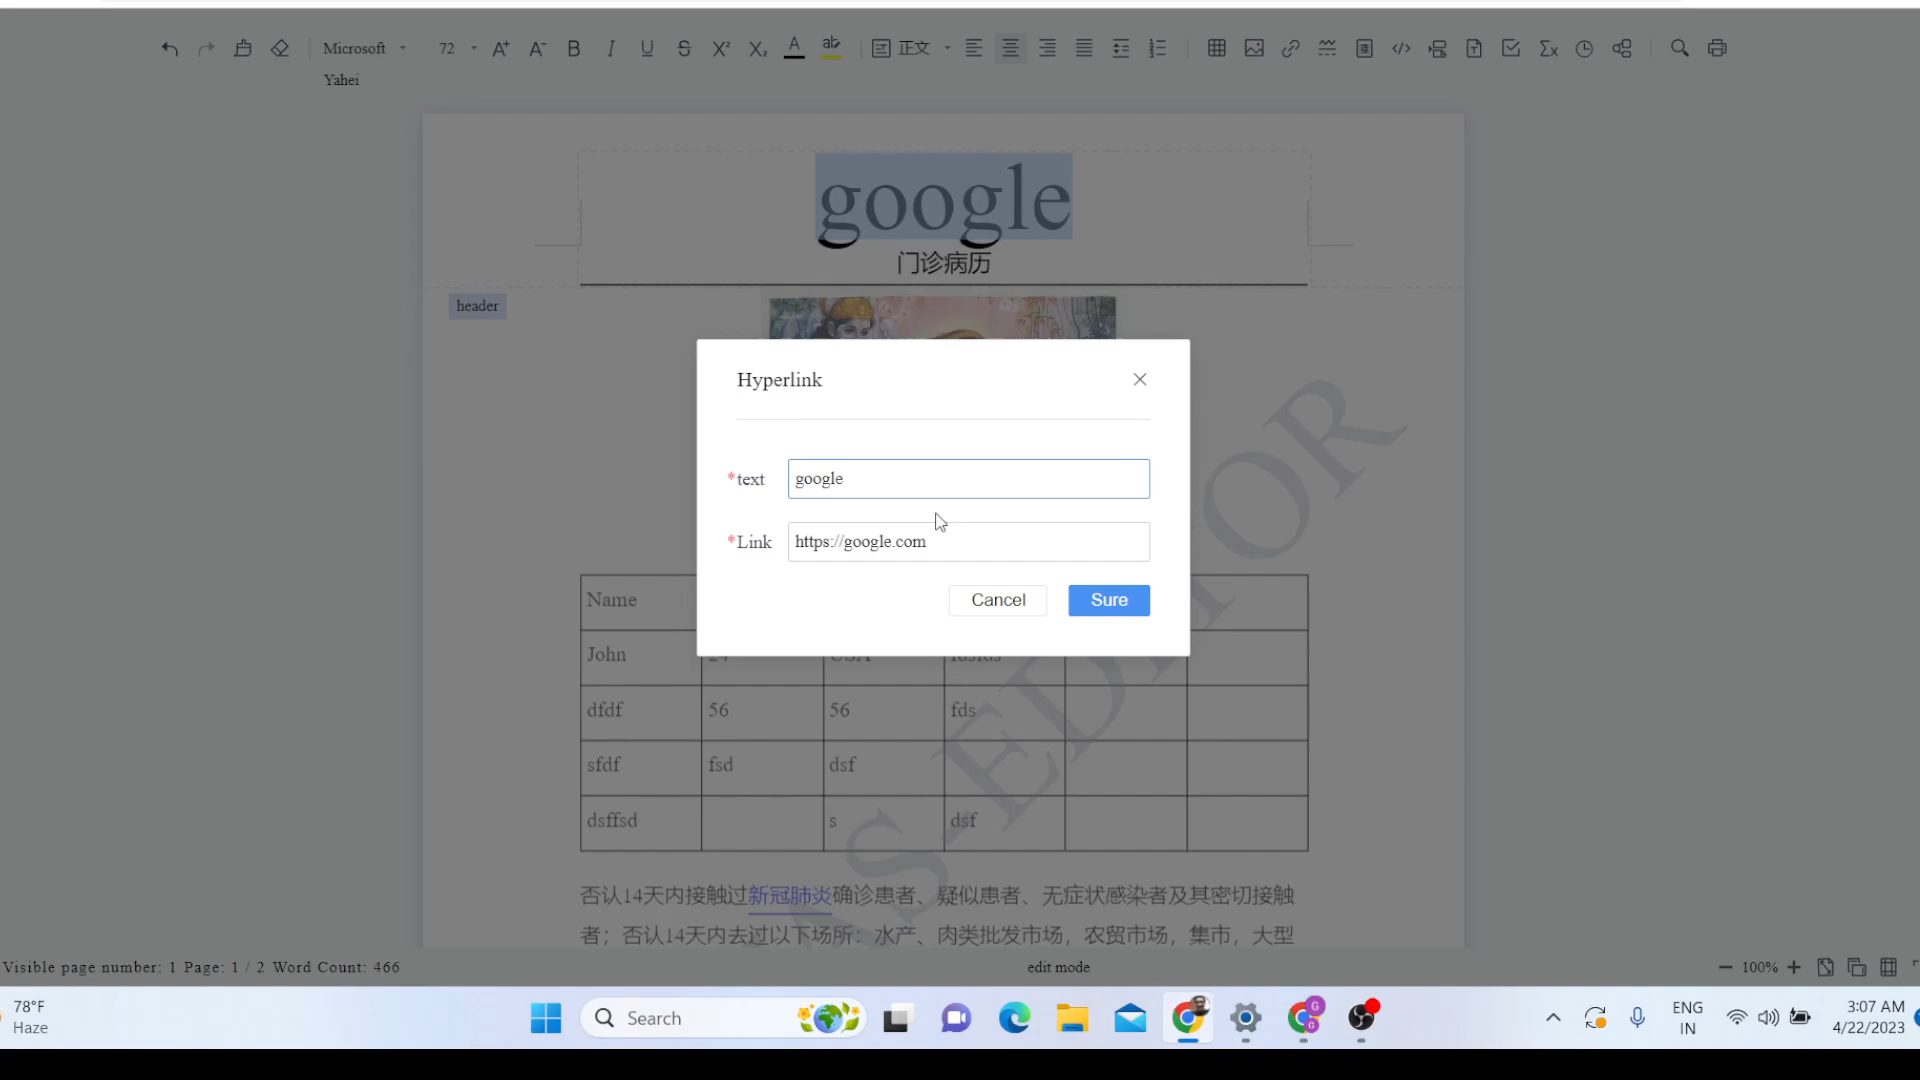 Microsoft Yahei 72 正文
google
门诊病历
header
Hyperlink
*text google
*Link https://google.com
Cancel Sure
Name
John
dfdf 56 56 fds
sfdf fsd dsf
dsffsd s dsf
AS-EDITOR
否认14天内接触过新冠肺炎确诊患者、疑似患者、无症状感染者及其密切接触
者；否认14天内去过以下场所：水产、肉类批发市场，农贸市场，集市，大型
Visible page number: 1 Page: 1 / 2 Word Count: 466 edit mode 100%
78°F
Haze
Search
ENG
IN
3:07 AM
4/22/2023